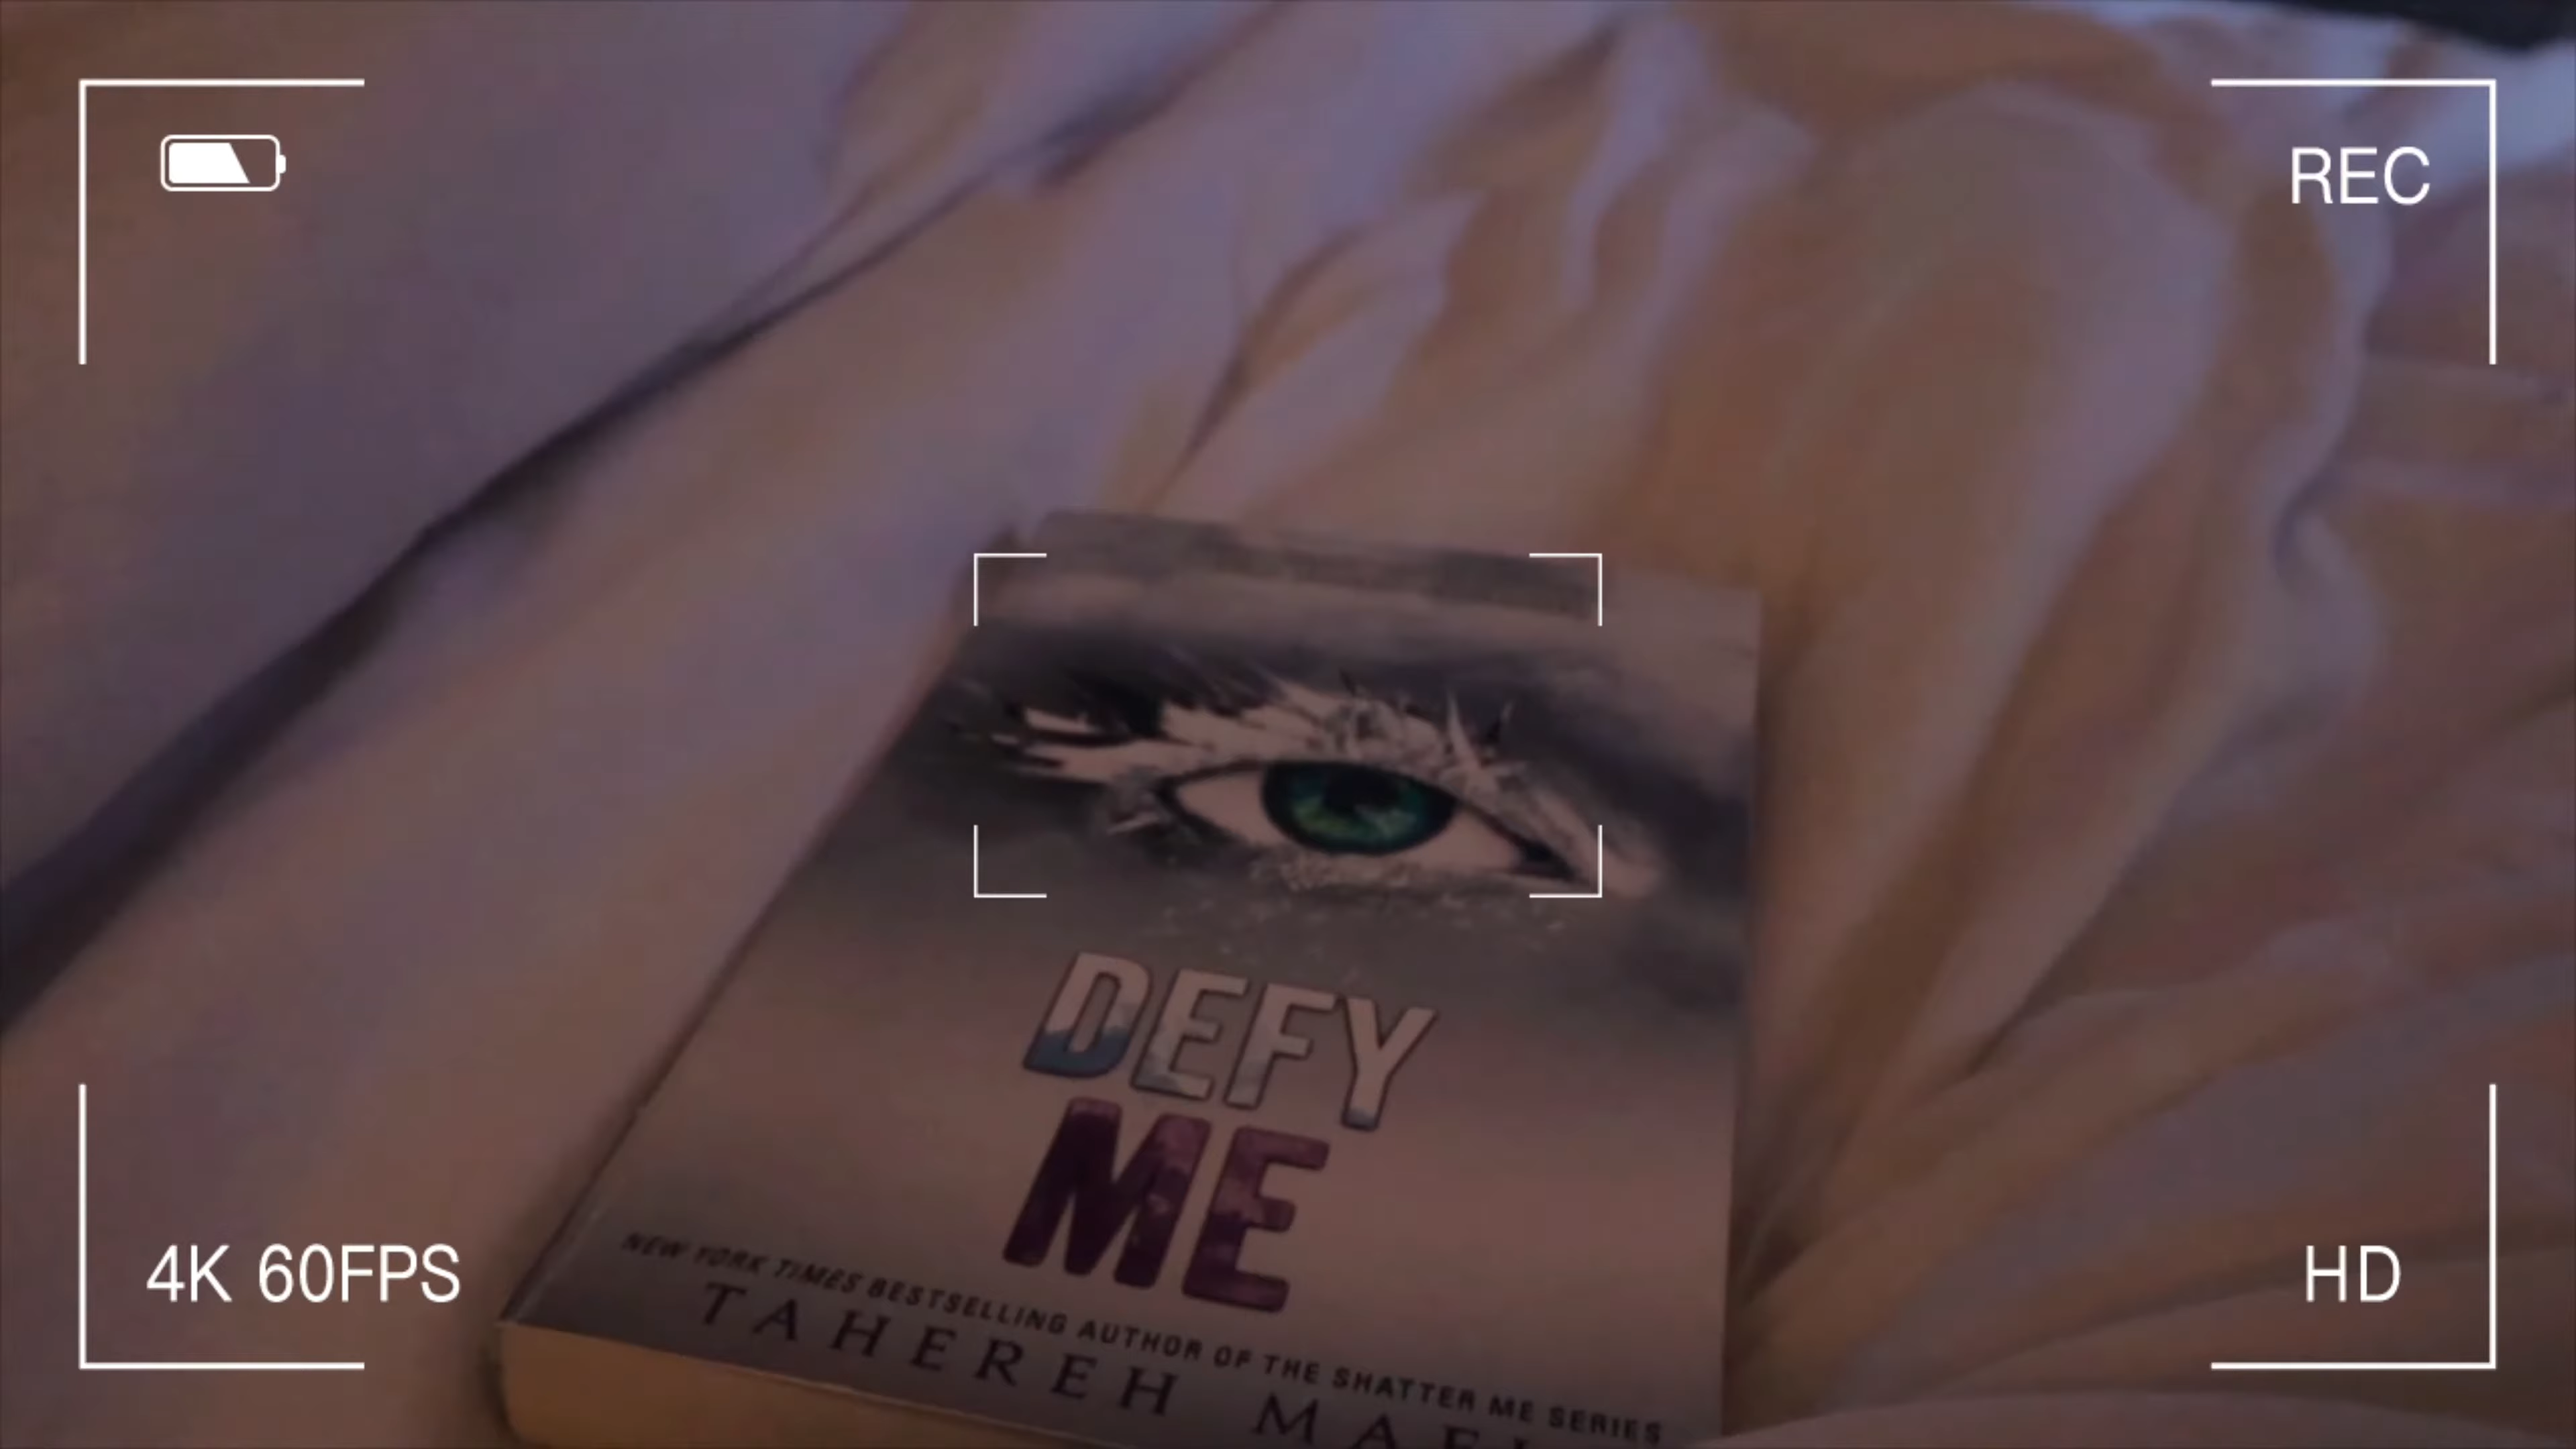 REC
DEFY
ME
NEW YORK TIMES BESTSELLING AUTHOR OF THE SHATTER ME SERIES
TAHEREH
4K 60FPS
HD